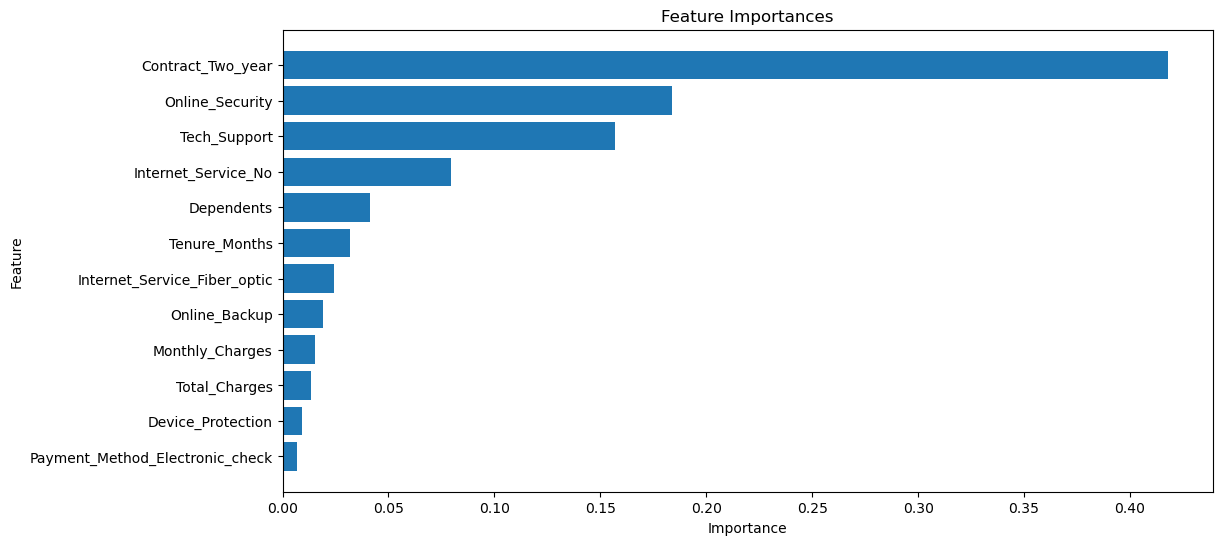 Feature Importances
Feature
Contract_Two_year
Online_Security
Tech_Support
Internet_Service_No
Dependents
Tenure_Months
Internet_Service_Fiber_optic
Online_Backup
Monthly_Charges
Total_Charges
Device_Protection
Payment_Method_Electronic_check
0.00 0.05 0.10 0.15 0.20 0.25 0.30 0.35 0.40
Importance